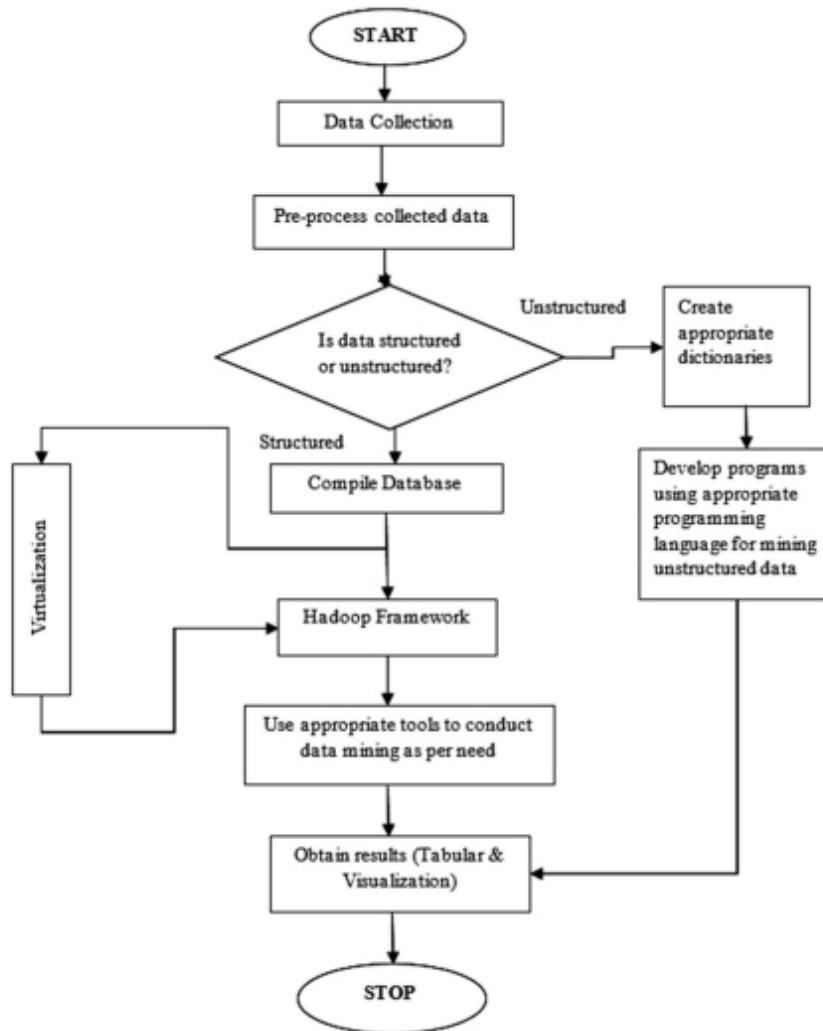 START
Data Collection
Pre-process collected data
Is data structured
or unstructured?
Unstructured
Create
appropriate
dictionaries
Structured
Compile Database
Develop programs
using appropriate
programming
language for mining
unstructured data
Virtualization
Hadoop Framework
Use appropriate tools to conduct
data mining as per need
Obtain results (Tabular &
Visualization)
STOP